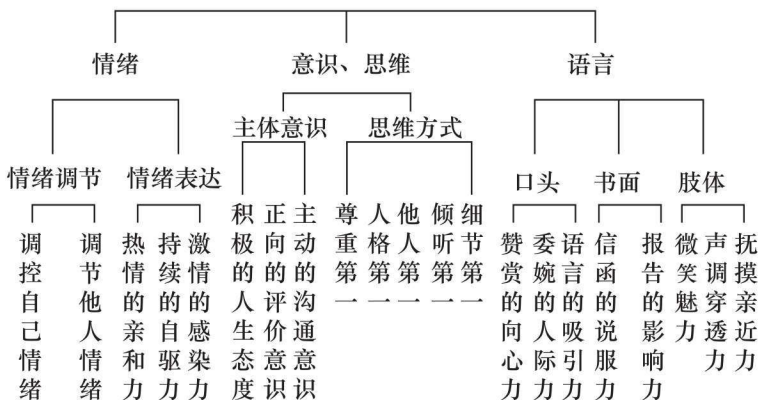 情绪
意识、思维
语言
主体意识
思维方式
情绪调节
情绪表达
口头
书面
肢体
调控自己情绪
调节他人情绪
热情的亲和力
持续的自驱力
激情的感染力
积极的人生态度
正向的评价意识
主动的沟通意识
尊重第一
人格第一
他人第一
倾听第一
细节第一
赞赏的向心力
委婉的人际力
语言的吸引力
信函的说服力
报告的影响力
微笑魅力
声调穿透力
抚摸亲近力